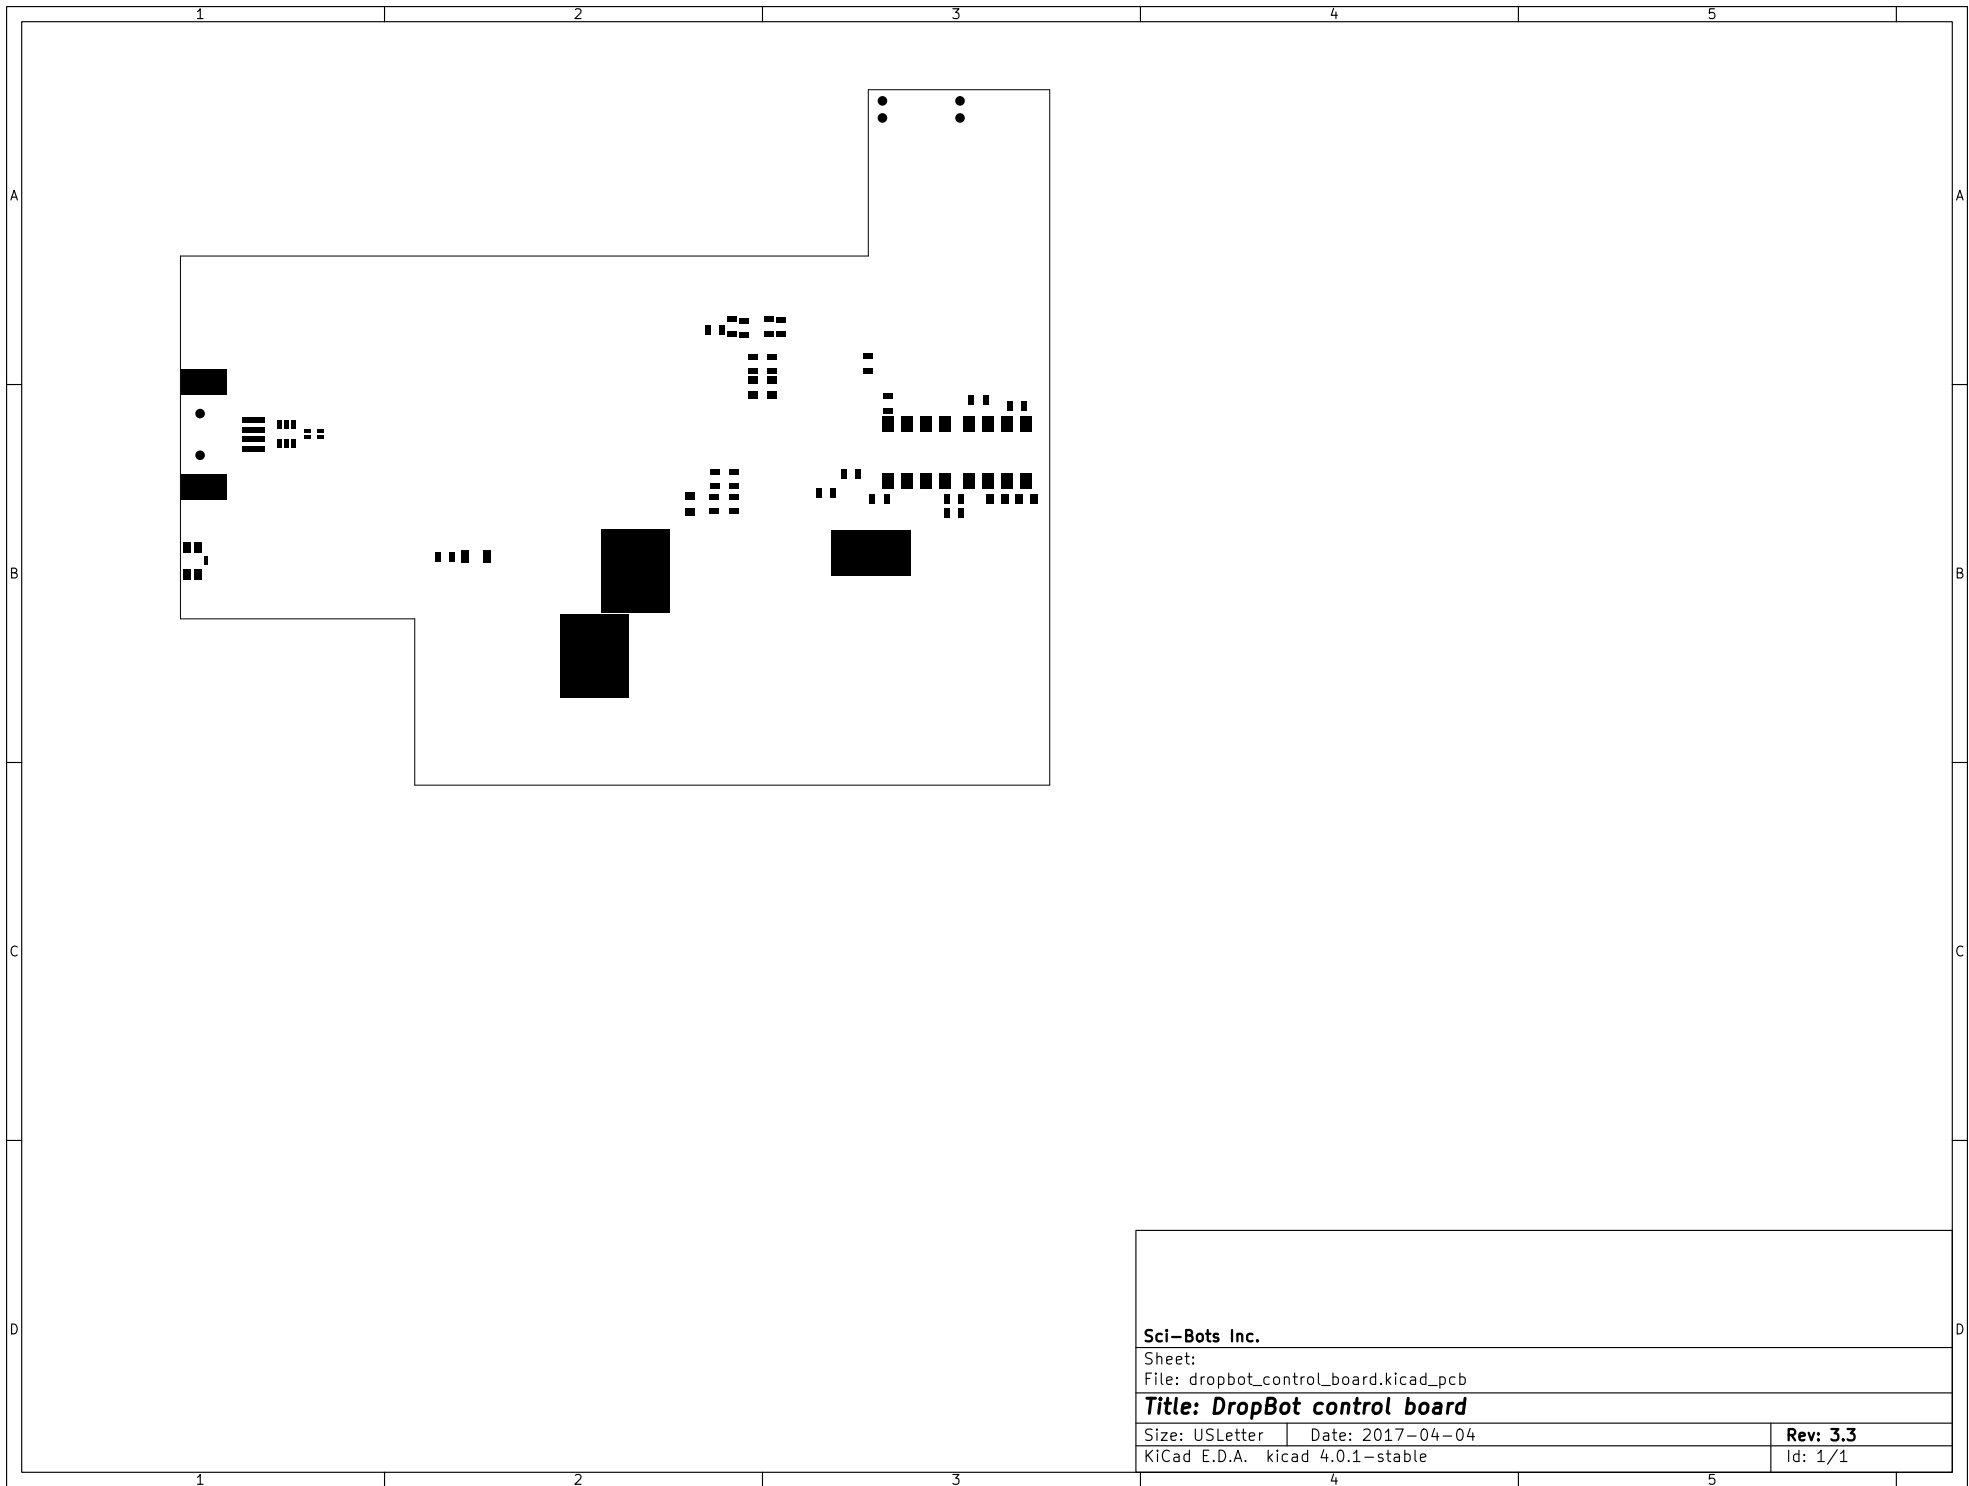 1 2 3 4 5
A A
B B
C C
D D
Sci-Bots Inc.
Sheet:
File: dropbot_control_board.kicad_pcb
Title: DropBot control board
Size: USLetter Date: 2017-04-04 Rev: 3.3
KiCad E.D.A. kicad 4.0.1-stable Id: 1/1
1 2 3 4 5